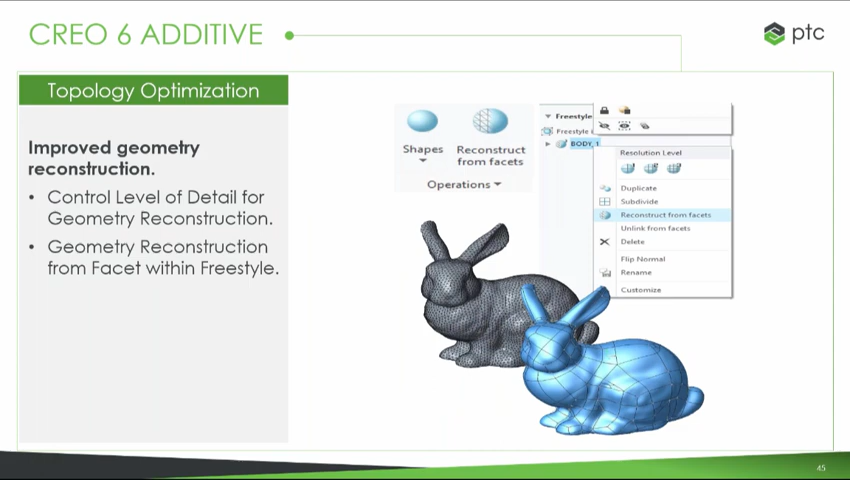 CREO 6 ADDITIVE
ptc
Topology Optimization
Improved geometry
reconstruction.
• Control Level of Detail for
Geometry Reconstruction.
• Geometry Reconstruction
from Facet within Freestyle.
Shapes
Reconstruct
from facets
Operations
Freestyle
Freestyle
BODY_1
Resolution Level
Duplicate
Subdivide
Reconstruct from facets
Unlink from facets
Delete
Flip Normal
Rename
Customize
45